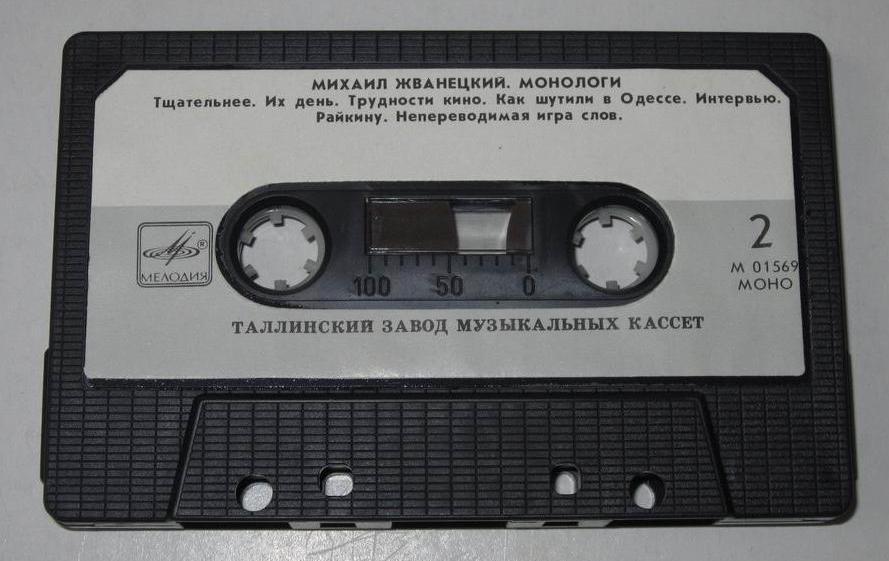 МИХАИЛ ЖВАНЕЦКИЙ. МОНОЛОГИ
Тщательнее. Их день. Трудности кино. Как шутили в Одессе. Интервью.
Райкину. Непереводимая игра слов.
® МЕЛОДИЯ
2
М 01569
МОНО
100 50 0
ТАЛЛИНСКИЙ ЗАВОД МУЗЫКАЛЬНЫХ КАССЕТ